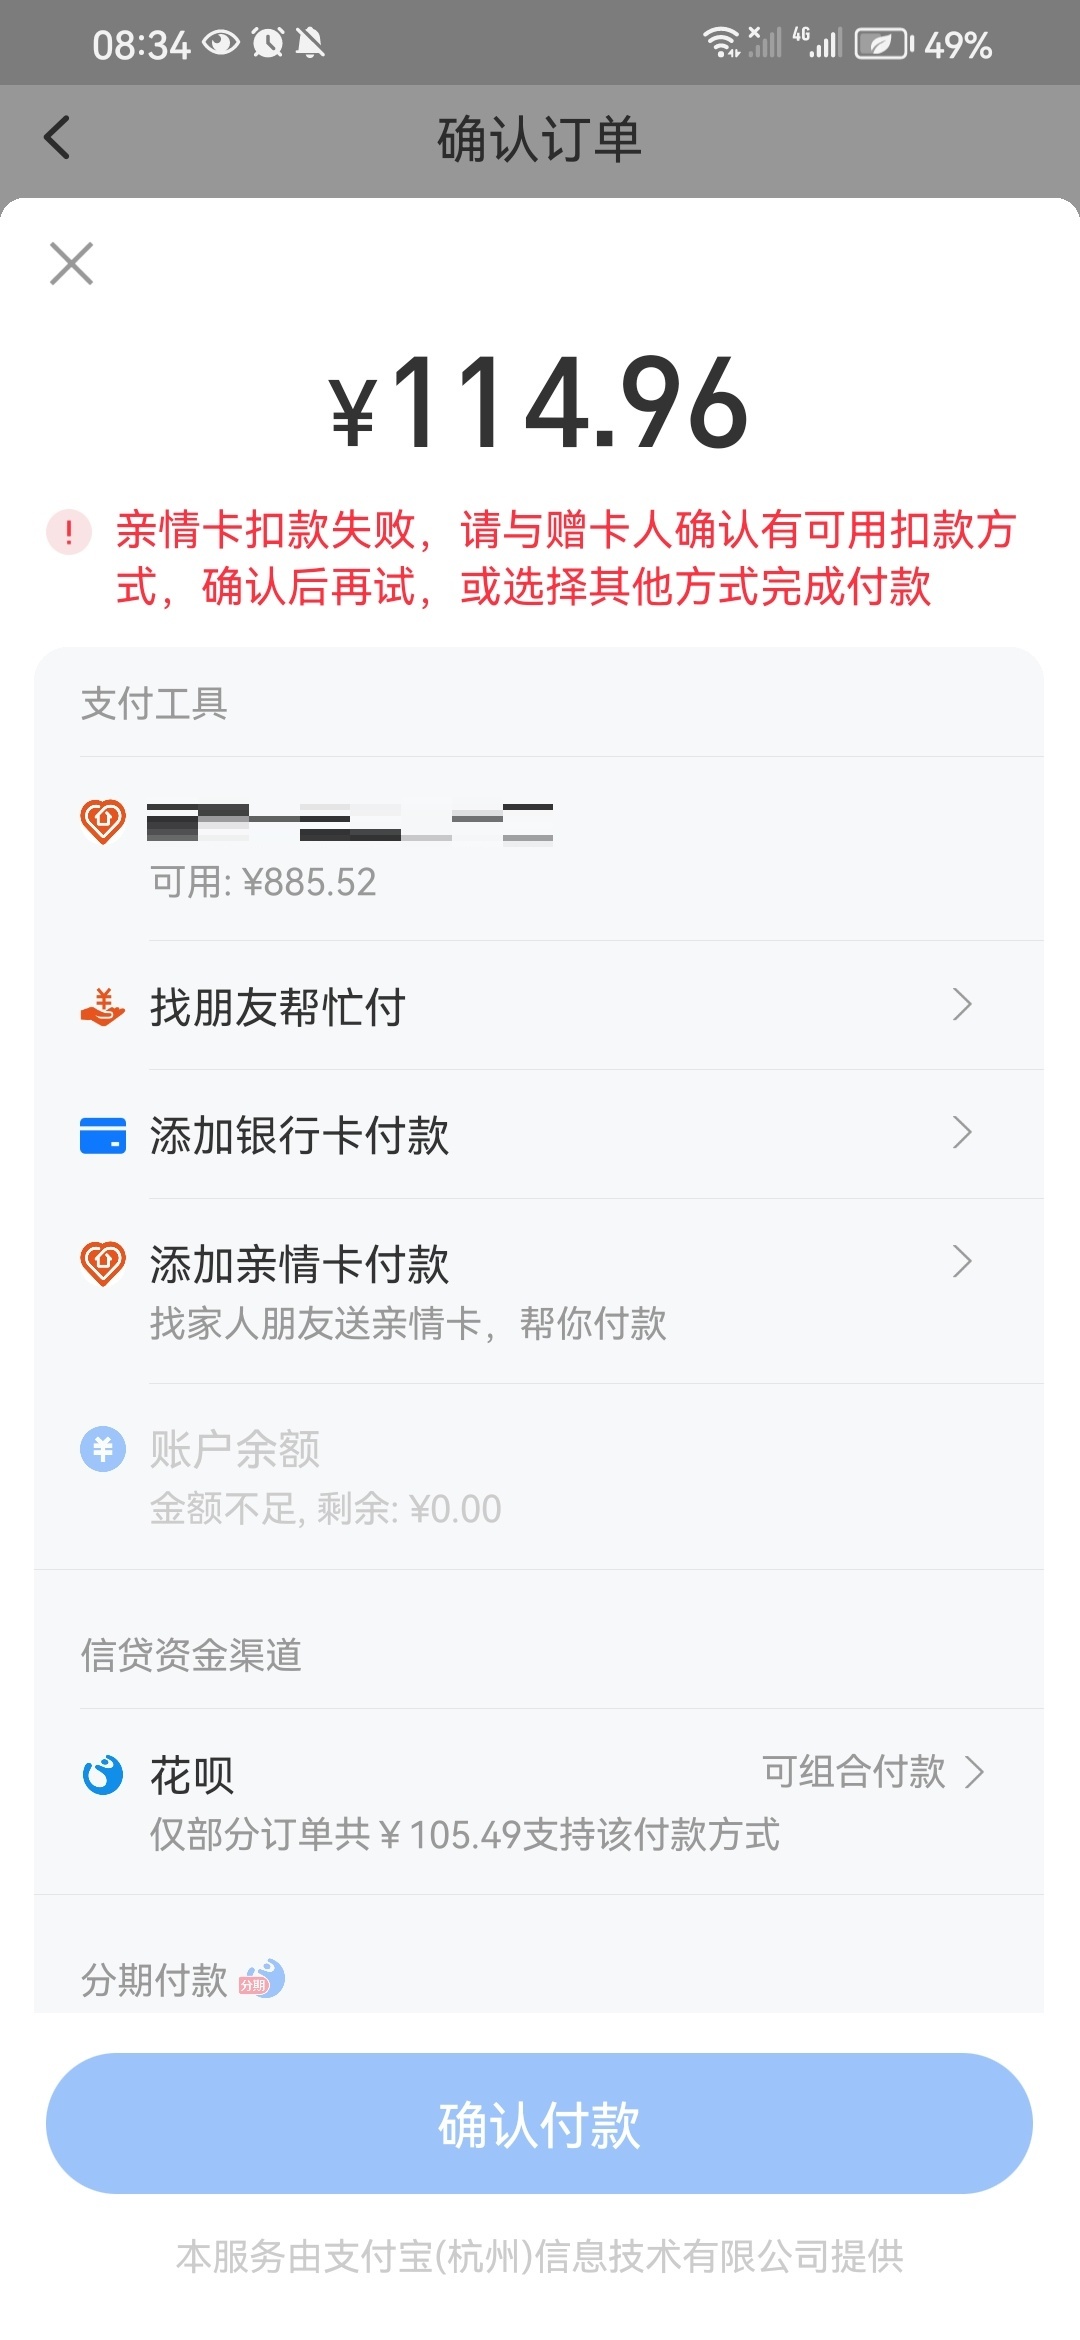 08:34
4G
49%
确认订单
¥114.96
! 亲情卡扣款失败，请与赠卡人确认有可用扣款方
式，确认后再试，或选择其他方式完成付款
支付工具
可用: ¥885.52
找朋友帮忙付
添加银行卡付款
添加亲情卡付款
找家人朋友送亲情卡，帮你付款
账户余额
金额不足, 剩余: ¥0.00
信贷资金渠道
花呗
可组合付款
仅部分订单共￥105.49支持该付款方式
分期付款 分期
确认付款
本服务由支付宝(杭州)信息技术有限公司提供